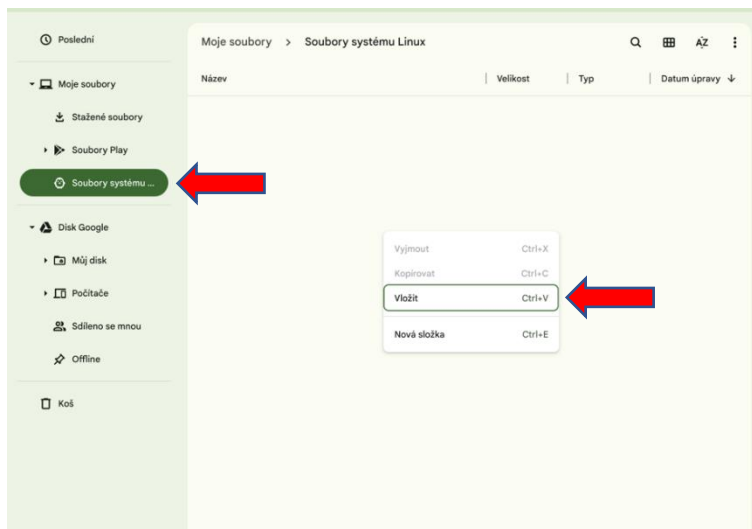 Poslední
Moje soubory
Stažené soubory
Soubory Play
Soubory systému ...
Disk Google
Můj disk
Počítače
Sdíleno se mnou
Offline
Koš
Moje soubory > Soubory systému Linux
AZ
Název Velikost Typ Datum úpravy
Vyjmout Ctrl+X
Kopírovat Ctrl+C
Vložit Ctrl+V
Nová složka Ctrl+E